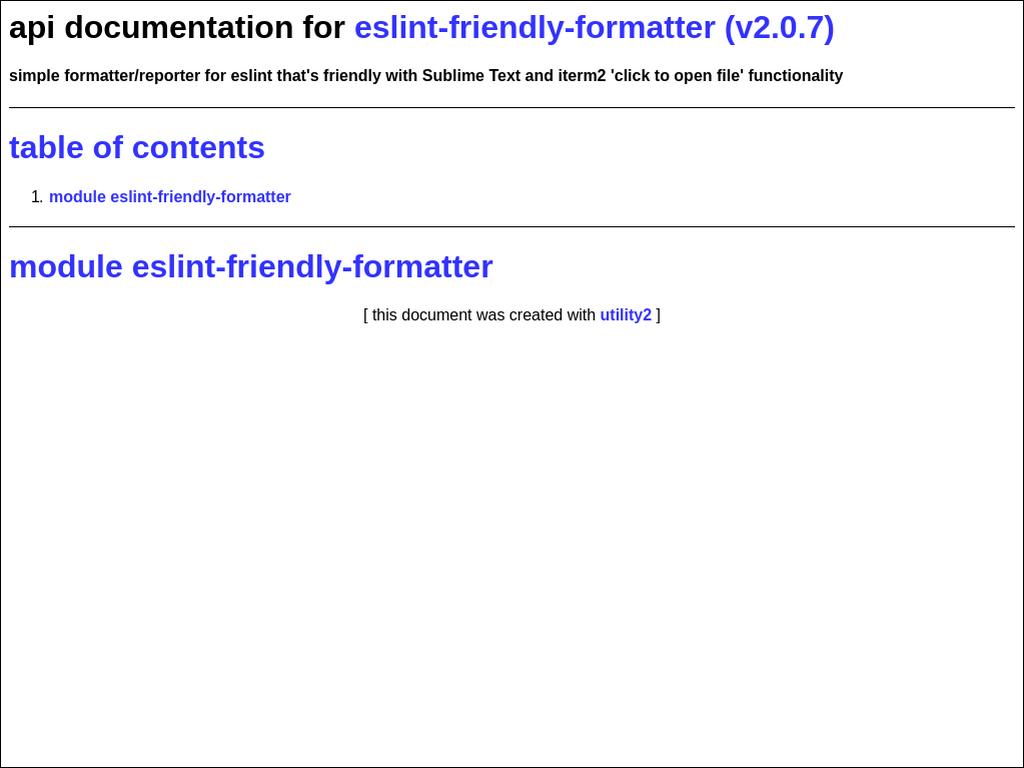 api documentation for eslint-friendly-formatter (v2.0.7)
simple formatter/reporter for eslint that's friendly with Sublime Text and iterm2 'click to open file' functionality
table of contents
1. module eslint-friendly-formatter
module eslint-friendly-formatter
[ this document was created with utility2 ]